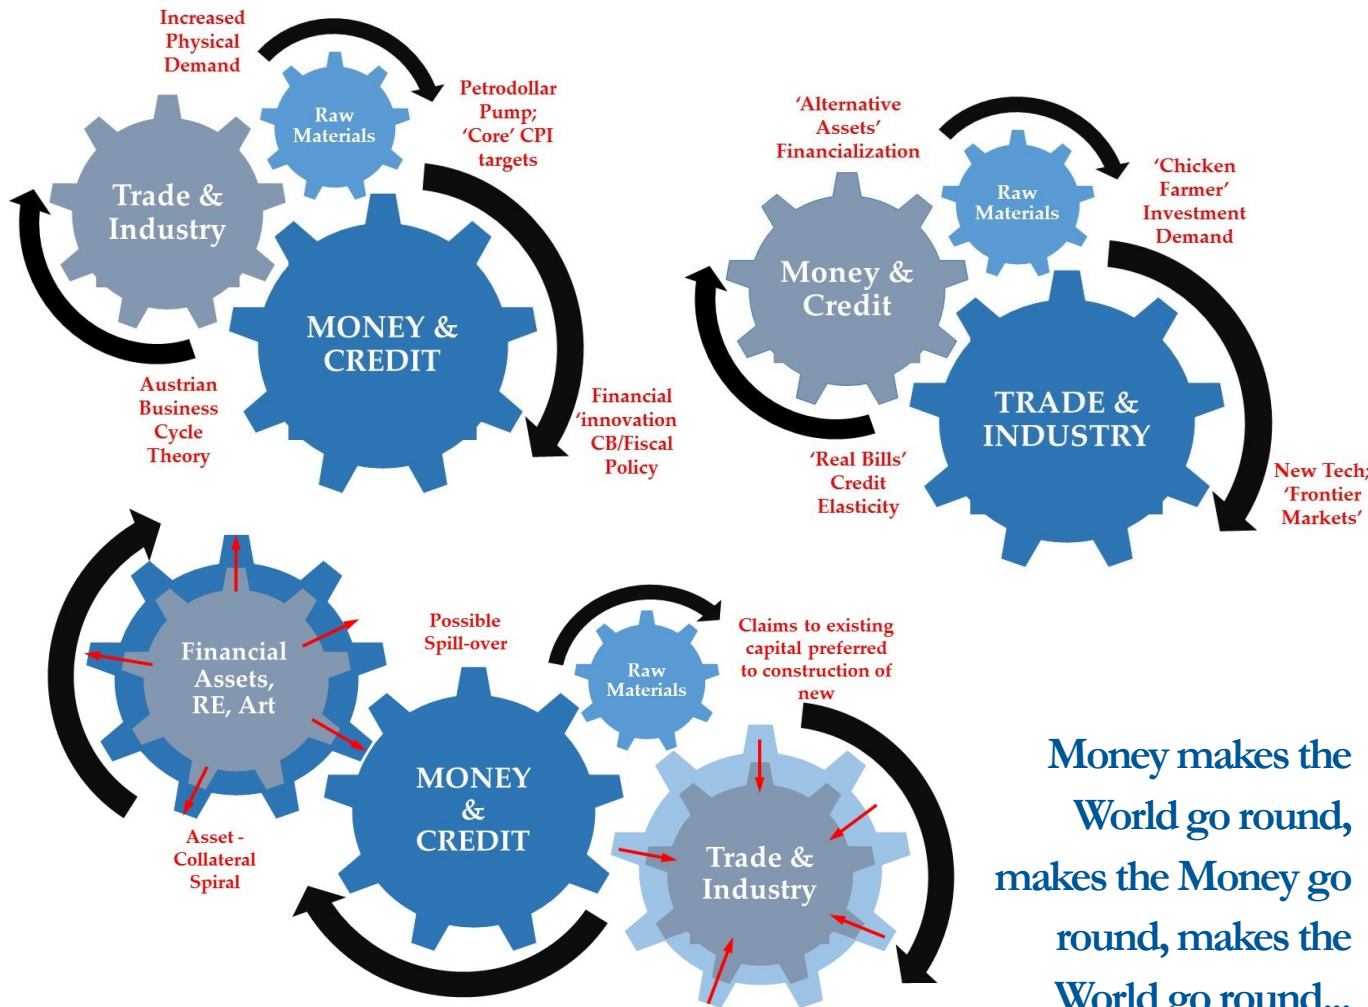 Increased
Physical
Demand
Raw
Materials
Petrodollar
Pump;
‘Core’ CPI
targets
Trade &
Industry
MONEY &
CREDIT
Austrian
Business
Cycle
Theory
Financial
‘innovation
CB/Fiscal
Policy
‘Alternative
Assets’
Financialization
Raw
Materials
‘Chicken
Farmer’
Investment
Demand
Money &
Credit
TRADE &
INDUSTRY
‘Real Bills’
Credit
Elasticity
New Tech;
‘Frontier
Markets’
Financial
Assets,
RE, Art
Possible
Spill-over
Raw
Materials
Claims to existing
capital preferred
to construction of
new
MONEY
&
CREDIT
Asset -
Collateral
Spiral
Trade &
Industry
Money makes the
World go round,
makes the Money go
round, makes the
World go round...